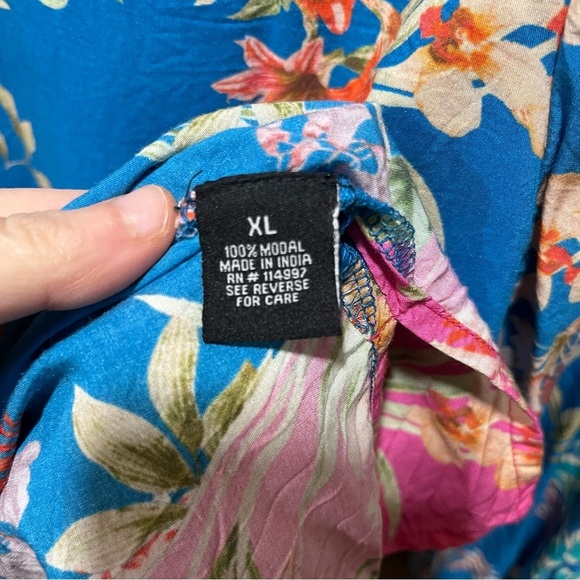 XL
100% MODAL
MADE IN INDIA
RN # 114997
SEE REVERSE
FOR CARE